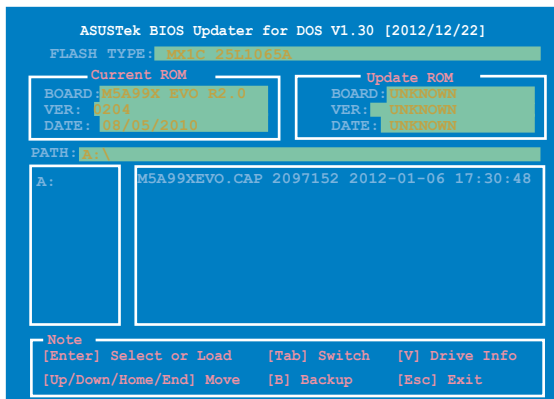 ASUSTek BIOS Updater for DOS V1.30 [2012/12/22]
FLASH TYPE: MX1C 25L1065A
Current ROM
BOARD: M5A99X EVO R2.0
VER: 0204
DATE: 08/05/2010
Update ROM
BOARD: UNKNOWN
VER: UNKNOWN
DATE: UNKNOWN
PATH: A:\
A:
M5A99XEVO.CAP 2097152 2012-01-06 17:30:48
Note
[Enter] Select or Load [Tab] Switch [V] Drive Info
[Up/Down/Home/End] Move [B] Backup [Esc] Exit